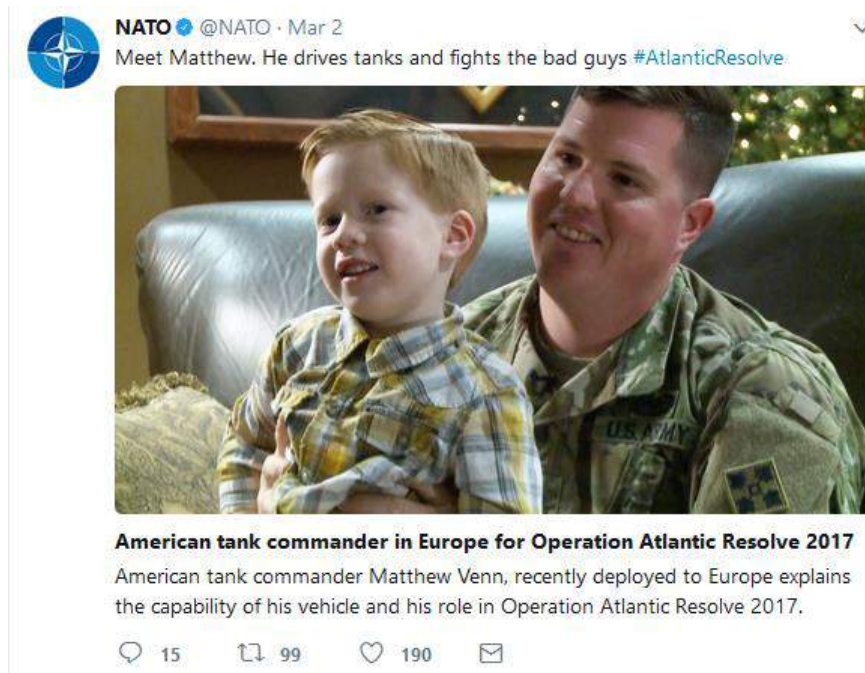 NATO @NATO · Mar 2
Meet Matthew. He drives tanks and fights the bad guys #AtlanticResolve
U.S. ARMY
American tank commander in Europe for Operation Atlantic Resolve 2017
American tank commander Matthew Venn, recently deployed to Europe explains
the capability of his vehicle and his role in Operation Atlantic Resolve 2017.
15 99 190